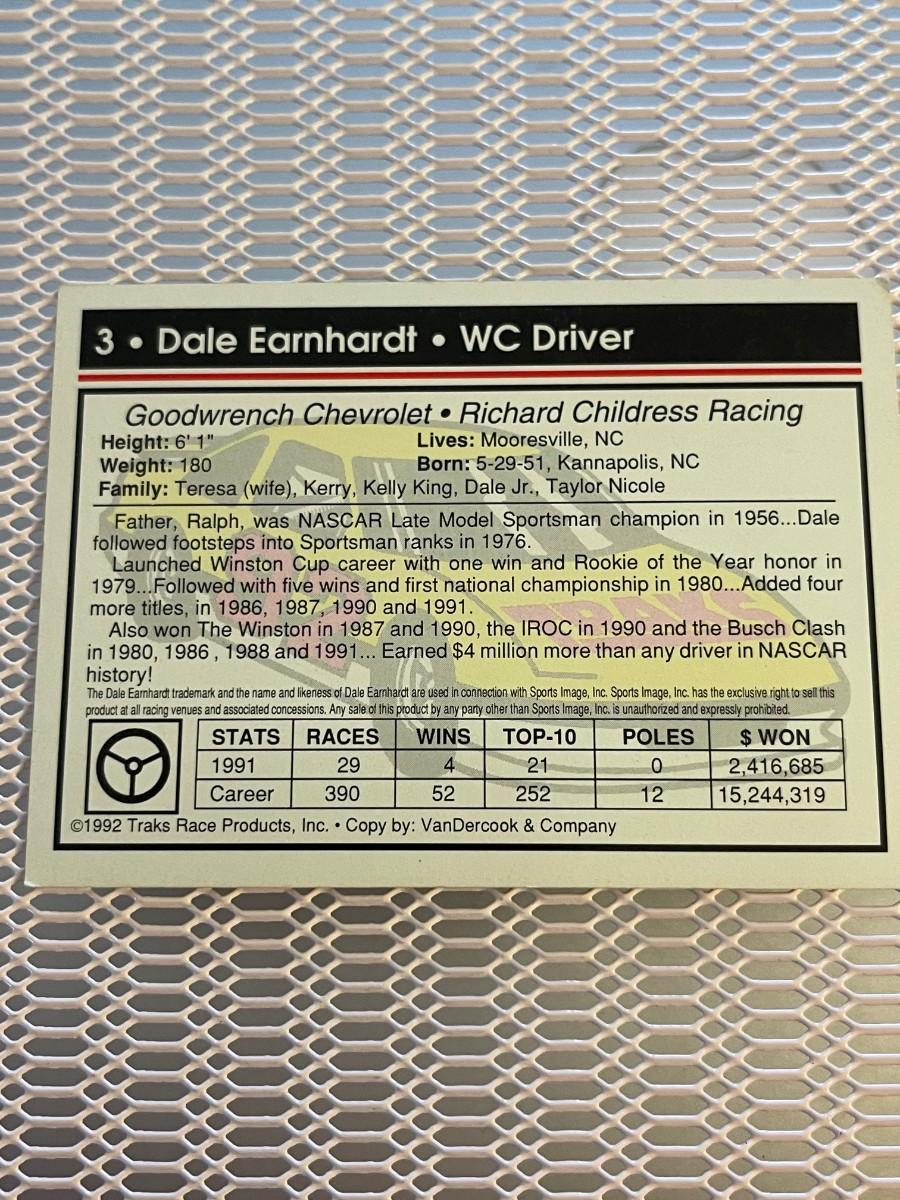 3 • Dale Earnhardt • WC Driver
Goodwrench Chevrolet • Richard Childress Racing
Height: 6' 1" Lives: Mooresville, NC
Weight: 180 Born: 5-29-51, Kannapolis, NC
Family: Teresa (wife), Kerry, Kelly King, Dale Jr., Taylor Nicole
Father, Ralph, was NASCAR Late Model Sportsman champion in 1956...Dale
followed footsteps into Sportsman ranks in 1976.
Launched Winston Cup career with one win and Rookie of the Year honor in
1979...Followed with five wins and first national championship in 1980...Added four
more titles, in 1986, 1987, 1990 and 1991.
Also won The Winston in 1987 and 1990, the IROC in 1990 and the Busch Clash
in 1980, 1986 , 1988 and 1991... Earned $4 million more than any driver in NASCAR
history!
The Dale Earnhardt trademark and the name and likeness of Dale Earnhardt are used in connection with Sports Image, Inc. Sports Image, Inc. has the exclusive right to sell this
product at all racing venues and associated concessions. Any sale of this product by any party other than Sports Image, Inc. is unauthorized and expressly prohibited.
STATS RACES WINS TOP-10 POLES $ WON
1991 29 4 21 0 2,416,685
Career 390 52 252 12 15,244,319
©1992 Traks Race Products, Inc. • Copy by: VanDercook & Company
TRAKS